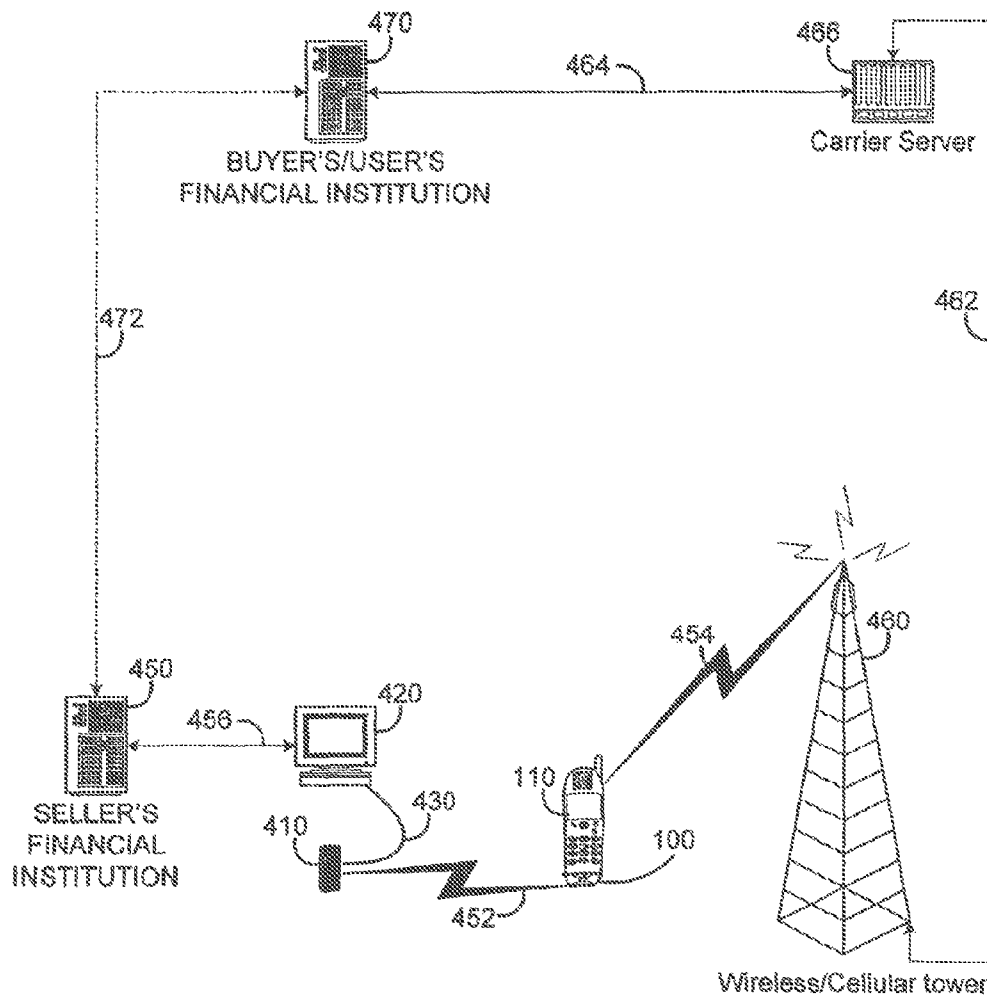 470
466
464
Carrier Server
BUYER'S/USER'S
FINANCIAL INSTITUTION
472
462
454
460
450
456
420
110
430
410
100
SELLER'S
FINANCIAL
INSTITUTION
452
Wireless/Cellular tower